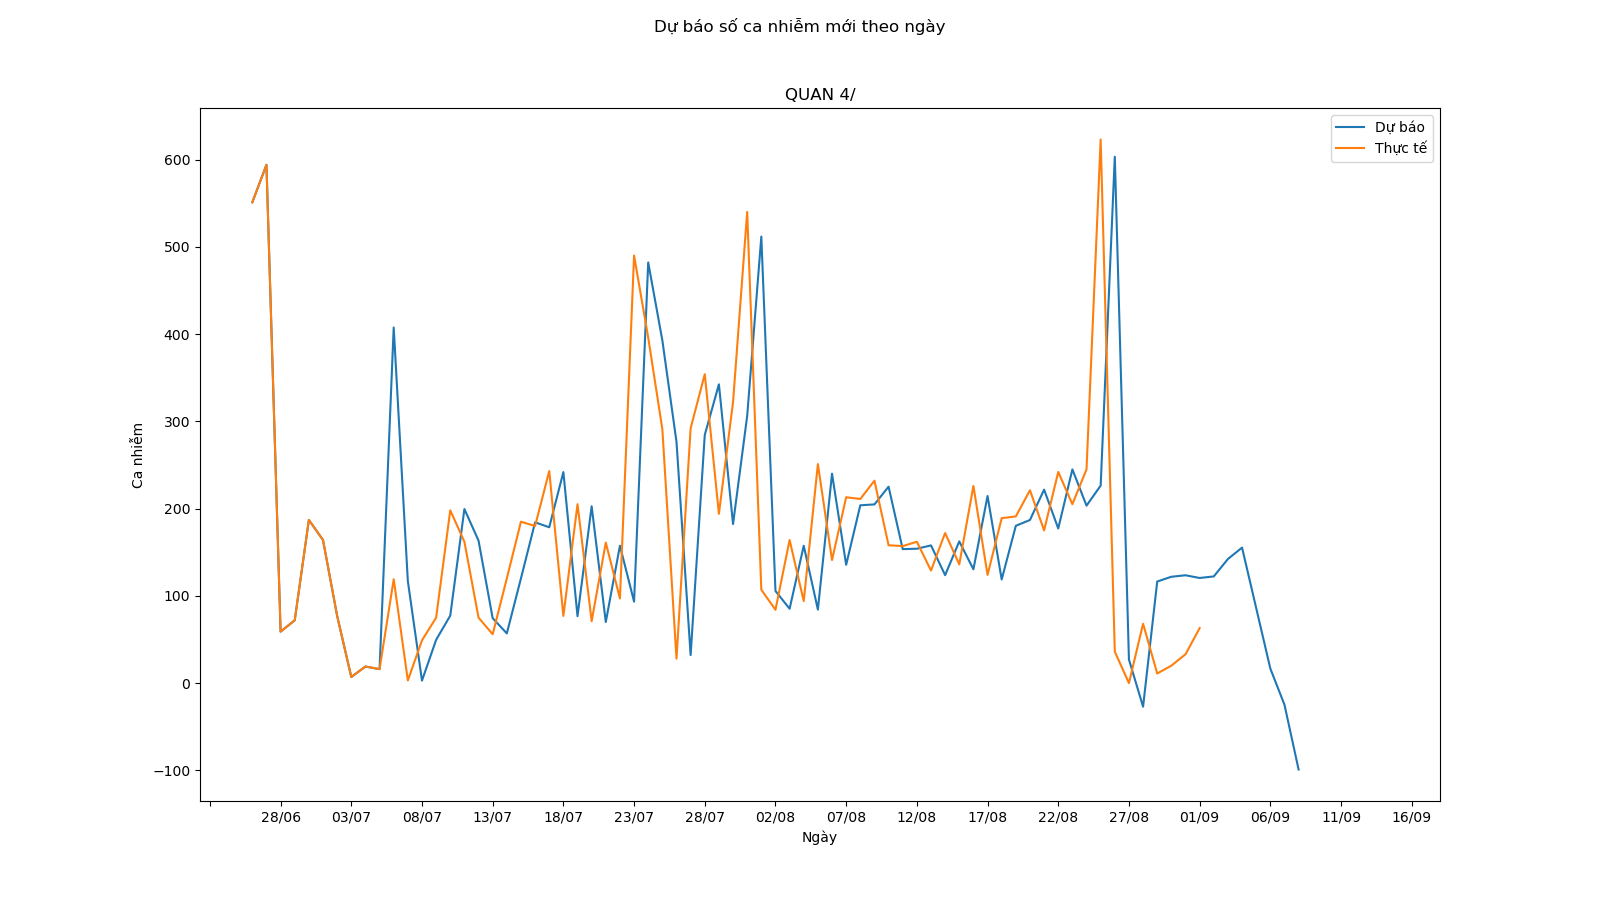 Dự báo số ca nhiễm mới theo ngày
QUAN 4/
Dự báo
Thực tế
600
500
400
300
200
100
0
−100
Ca nhiễm
28/06 03/07 08/07 13/07 18/07 23/07 28/07 02/08 07/08 12/08 17/08 22/08 27/08 01/09 06/09 11/09 16/09
Ngày